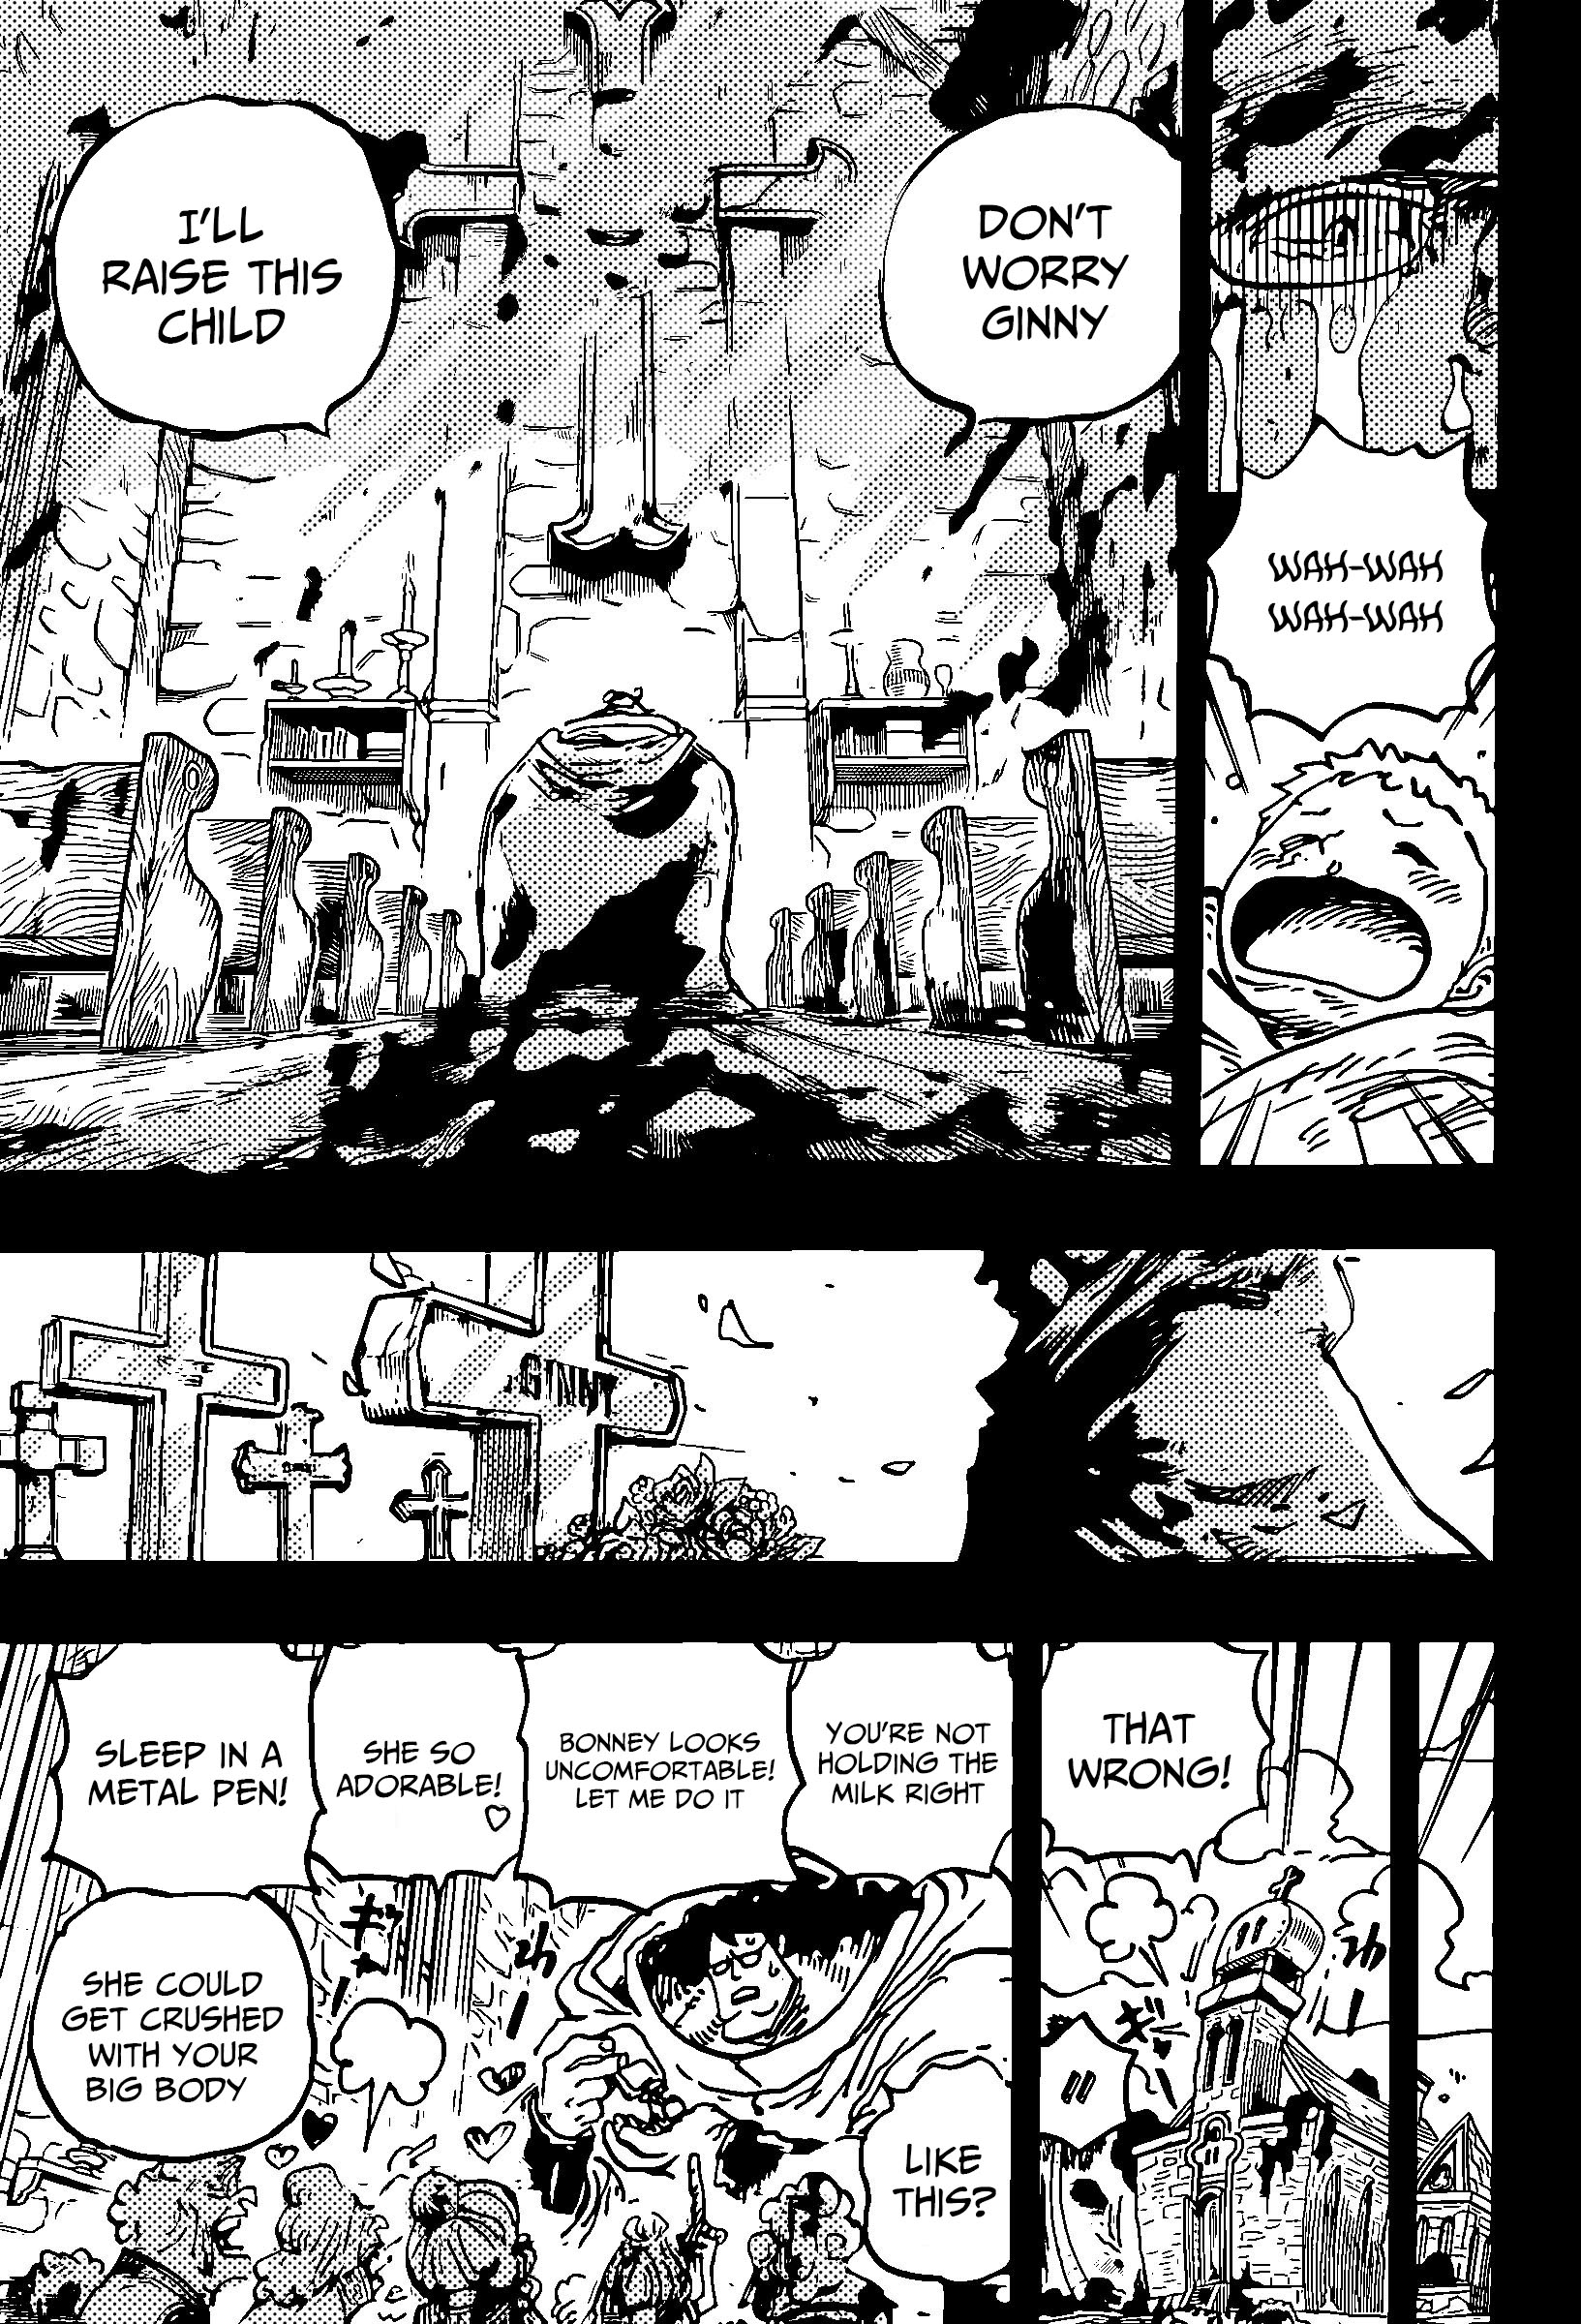 WAH-WAH
WAH-WAH
DON'T
WORRY
GINNY
I'LL
RAISE THIS
CHILD
GINNY
THAT
WRONG!
YOU'RE NOT
HOLDING THE
MILK RIGHT
LIKE
THIS?
BONNEY LOOKS
UNCOMFORTABLE!
LET ME DO IT
SHE SO
ADORABLE!
♡
SLEEP IN A
METAL PEN!
SHE COULD
GET CRUSHED
WITH YOUR
BIG BODY